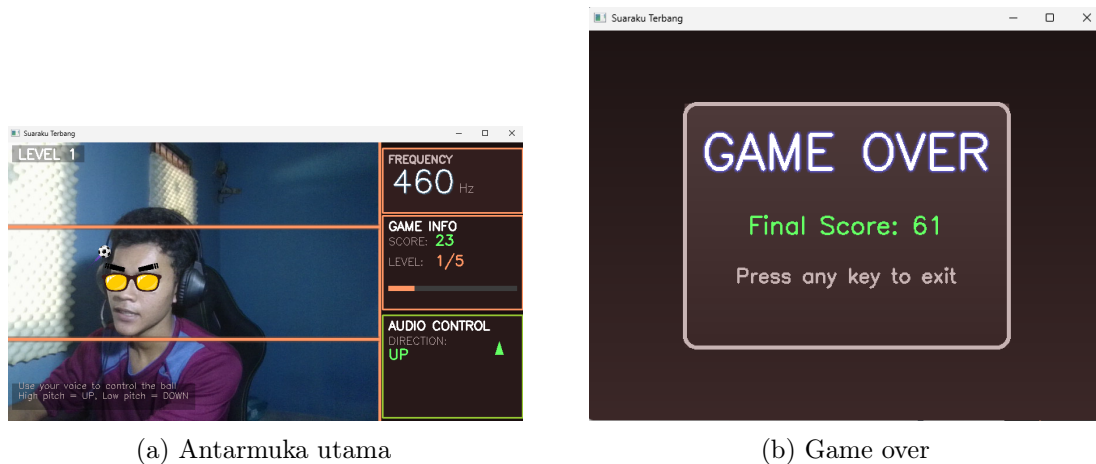 Suaraku Terbang
LEVEL 1
Use your voice to control the ball
High pitch = UP, Low pitch = DOWN
FREQUENCY
460 Hz
GAME INFO
SCORE: 23
LEVEL: 1/5
AUDIO CONTROL
DIRECTION:
UP
(a) Antarmuka utama
Suaraku Terbang
GAME OVER
Final Score: 61
Press any key to exit
(b) Game over